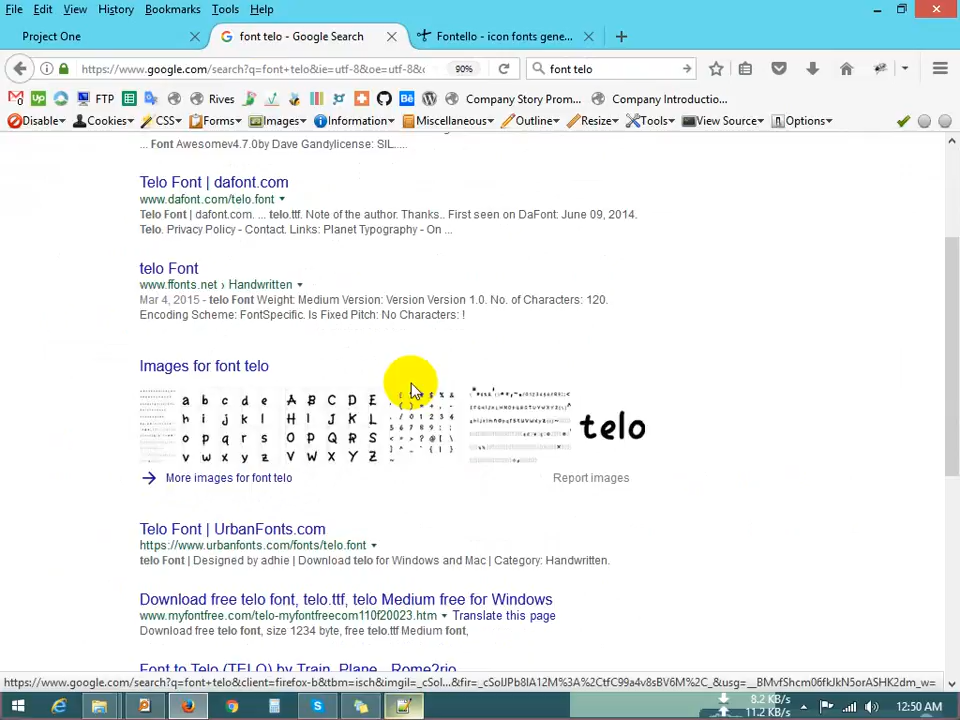 File Edit View History Bookmarks Tools Help
Project One
font telo - Google Search
Fontello - icon fonts gene...
https://www.google.com/search?q=font+telo&ie=utf-8&oe=utf-8&c
90%
font telo
FTP
Rives
Company Story Prom...
Company Introductio...
Disable Cookies CSS Forms Images Information Miscellaneous Outline Resize Tools View Source Options
... Font Awesomev4.7.0by Dave Gandylicense: SIL.....
Telo Font | dafont.com
www.dafont.com/telo.font
Telo Font | dafont.com. ... telo.ttf. Note of the author. Thanks.. First seen on DaFont: June 09, 2014.
Telo. Privacy Policy - Contact. Links: Planet Typography - On ...
telo Font
www.ffonts.net › Handwritten
Mar 4, 2015 - telo Font Weight: Medium Version: Version Version 1.0. No. of Characters: 120.
Encoding Scheme: FontSpecific. Is Fixed Pitch: No Characters: !
Images for font telo
a b c d e
h i j k l
o p q r s
v w x y z
A B C D E
H I J K L
O P Q R S
V W X Y Z
telo
More images for font telo
Report images
Telo Font | UrbanFonts.com
https://www.urbanfonts.com/fonts/telo.font
telo Font | Designed by adhie | Download telo for Windows and Mac | Category: Handwritten.
Download free telo font, telo.ttf, telo Medium free for Windows
www.myfontfree.com/telo-myfontfreecom110f20023.htm
Translate this page
Download free telo font, size 1234 byte, free telo.ttf Medium font,
Font to Telo (TELO) by Train, Plane - Rome2rio
8.2 KB/s
11.2 KB/s
12:50 AM